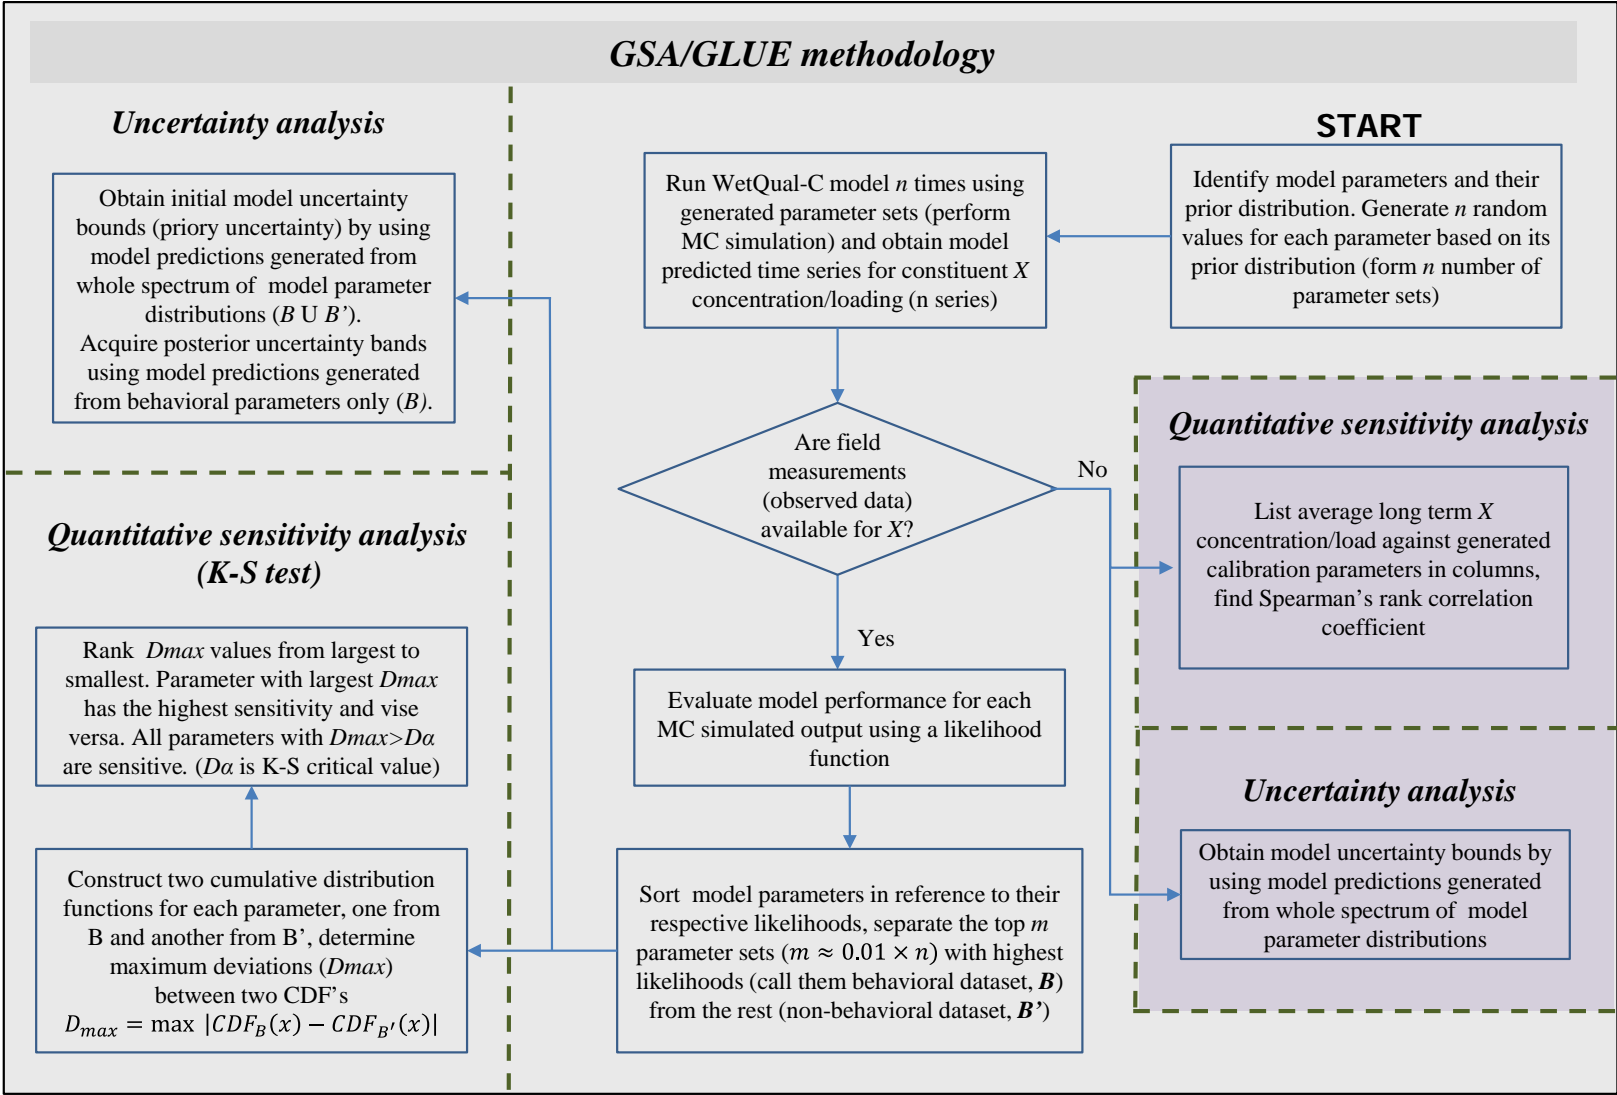 GSA/GLUE methodology
START
Identify model parameters and their
prior distribution. Generate n random
values for each parameter based on its
prior distribution (form n number of
parameter sets)
Run WetQual-C model n times using
generated parameter sets (perform
MC simulation) and obtain model
predicted time series for constituent X
concentration/loading (n series)
Are field
measurements
(observed data)
available for X?
No
Yes
Quantitative sensitivity analysis
List average long term X
concentration/load against generated
calibration parameters in columns,
find Spearman’s rank correlation
coefficient
Uncertainty analysis
Obtain model uncertainty bounds by
using model predictions generated
from whole spectrum of model
parameter distributions
Evaluate model performance for each
MC simulated output using a likelihood
function
Sort model parameters in reference to their
respective likelihoods, separate the top m
parameter sets (m ≈ 0.01 × n) with highest
likelihoods (call them behavioral dataset, B)
from the rest (non-behavioral dataset, B’)
Uncertainty analysis
Obtain initial model uncertainty
bounds (priory uncertainty) by using
model predictions generated from
whole spectrum of model parameter
distributions (B U B’).
Acquire posterior uncertainty bands
using model predictions generated
from behavioral parameters only (B).
Quantitative sensitivity analysis
(K-S test)
Rank Dmax values from largest to
smallest. Parameter with largest Dmax
has the highest sensitivity and vise
versa. All parameters with Dmax>Dα
are sensitive. (Dα is K-S critical value)
Construct two cumulative distribution
functions for each parameter, one from
B and another from B’, determine
maximum deviations (Dmax)
between two CDF’s
D_max = max |CDF_B(x) − CDF_B′(x)|